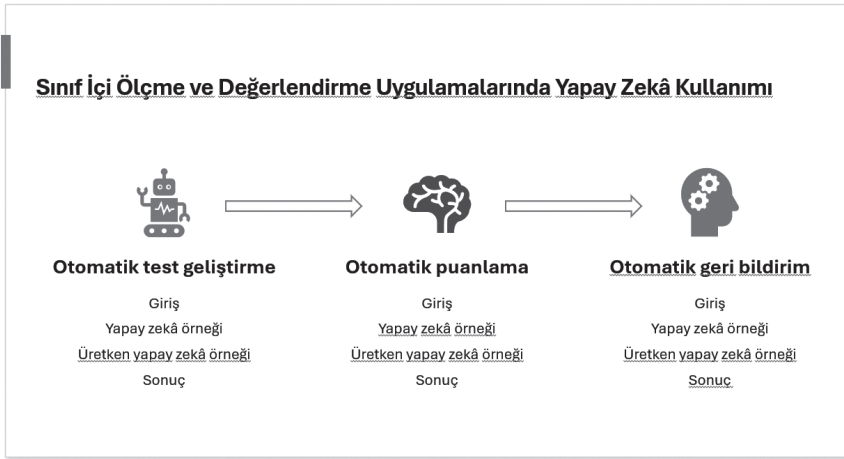 Sınıf İçi Ölçme ve Değerlendirme Uygulamalarında Yapay Zekâ Kullanımı
Otomatik test geliştirme
Giriş
Yapay zekâ örneği
Üretken yapay zekâ örneği
Sonuç
Otomatik puanlama
Giriş
Yapay zekâ örneği
Üretken yapay zekâ örneği
Sonuç
Otomatik geri bildirim
Giriş
Yapay zekâ örneği
Üretken yapay zekâ örneği
Sonuç